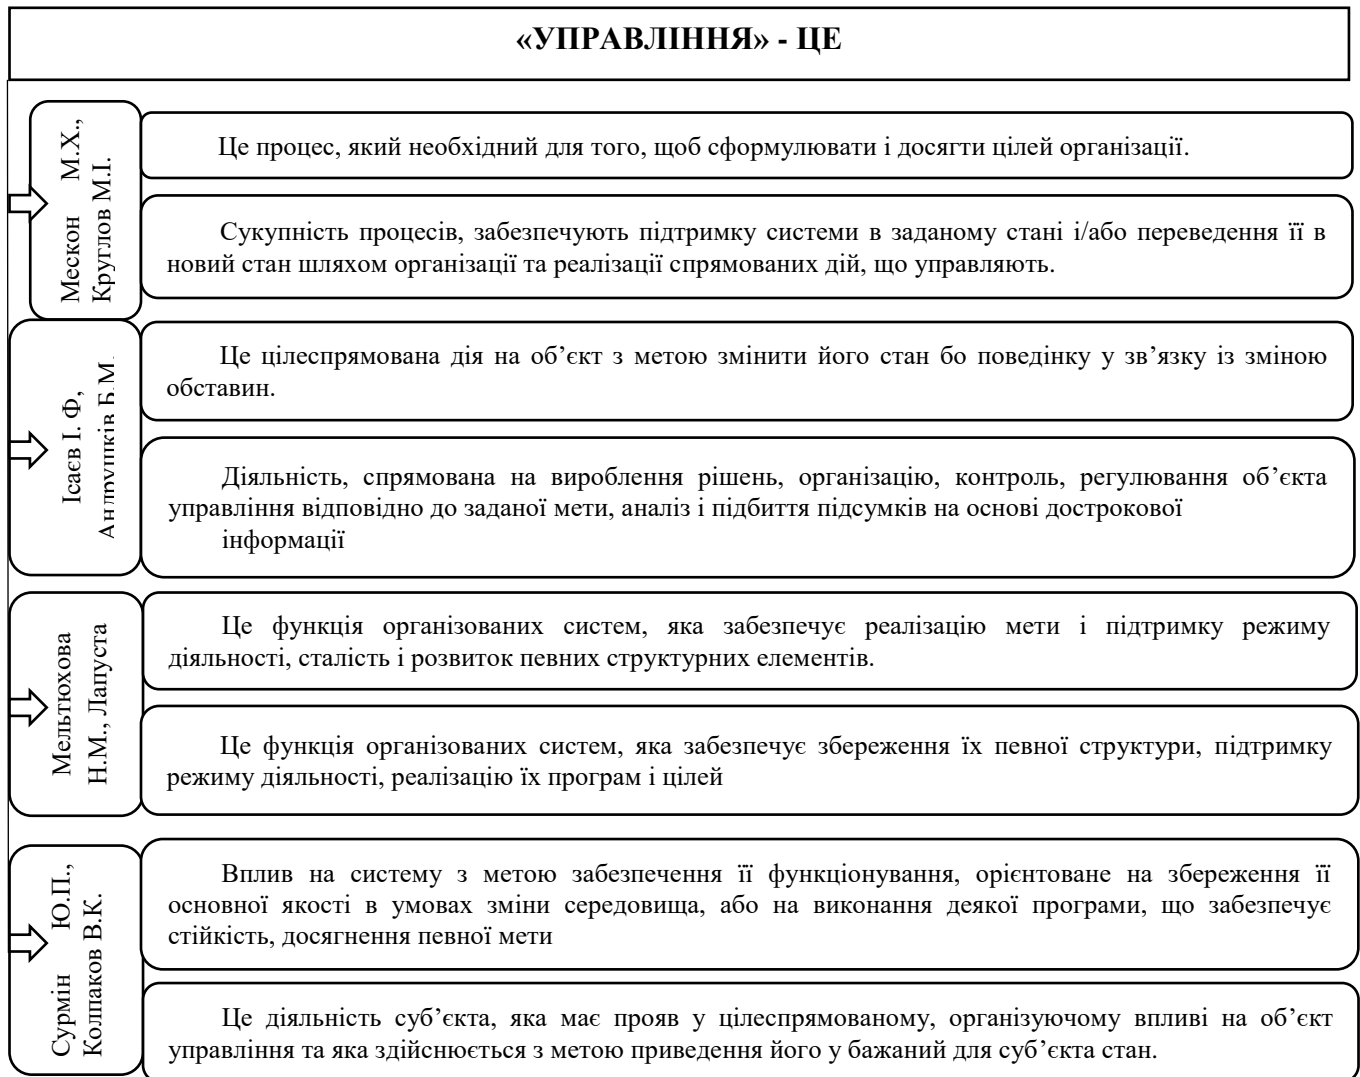 «УПРАВЛІННЯ» - ЦЕ
Мескон М.Х.,
Круглов М.І.
Це процес, який необхідний для того, щоб сформулювати і досягти цілей організації.
Сукупність процесів, забезпечують підтримку системи в заданому стані і/або переведення її в
новий стан шляхом організації та реалізації спрямованих дій, що управляють.
Ісаєв І. Ф,
Андрушків Б.М
Це цілеспрямована дія на об’єкт з метою змінити його стан бо поведінку у зв’язку із зміною
обставин.
Діяльність, спрямована на вироблення рішень, організацію, контроль, регулювання об’єкта
управління відповідно до заданої мети, аналіз і підбиття підсумків на основі дострокової
інформації
Мельтюхова
Н.М., Лапуста
Це функція організованих систем, яка забезпечує реалізацію мети і підтримку режиму
діяльності, сталість і розвиток певних структурних елементів.
Це функція організованих систем, яка забезпечує збереження їх певної структури, підтримку
режиму діяльності, реалізацію їх програм і цілей
Сурмін Ю.П.,
Колпаков В.К.
Вплив на систему з метою забезпечення її функціонування, орієнтоване на збереження її
основної якості в умовах зміни середовища, або на виконання деякої програми, що забезпечує
стійкість, досягнення певної мети
Це діяльність суб’єкта, яка має прояв у цілеспрямованому, організуючому впливі на об’єкт
управління та яка здійснюється з метою приведення його у бажаний для суб’єкта стан.